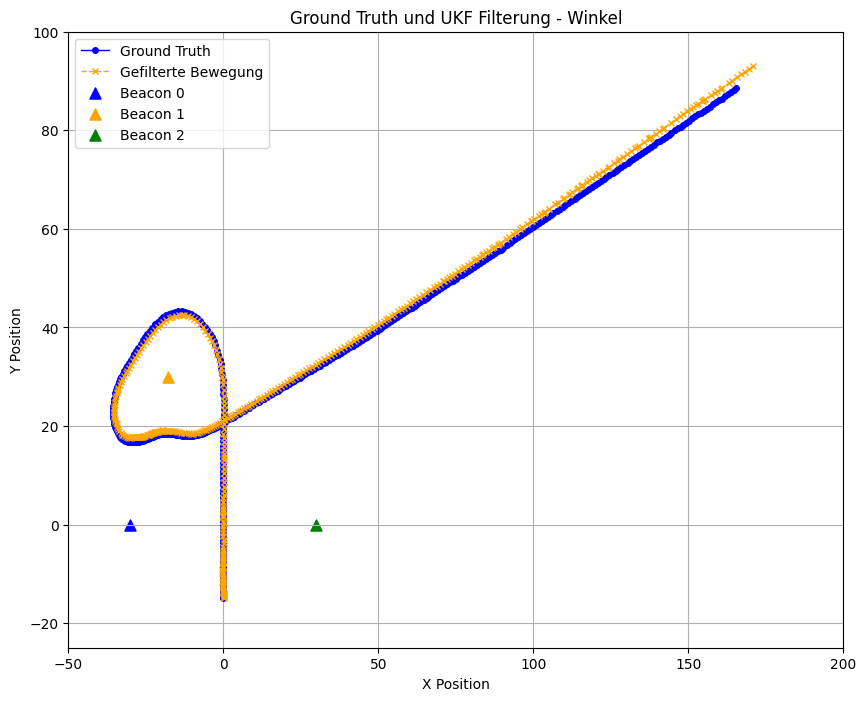 Ground Truth und UKF Filterung - Winkel
Ground Truth
Gefilterte Bewegung
Beacon 0
Beacon 1
Beacon 2
Y Position
100
80
60
40
20
0
−20
−50
0
50
100
150
200
X Position